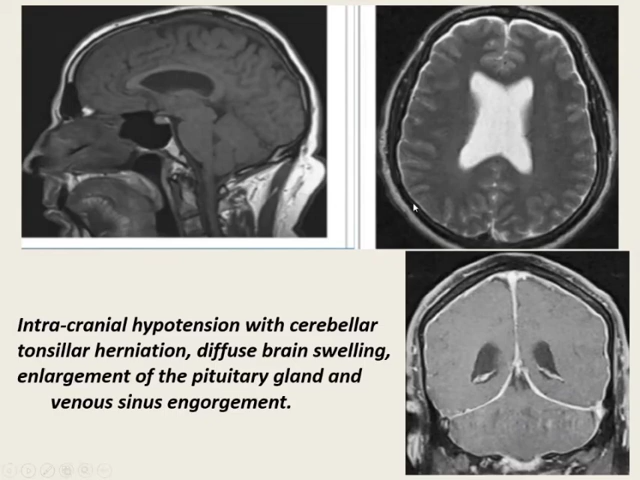 Intra-cranial hypotension with cerebellar
tonsillar herniation, diffuse brain swelling,
enlargement of the pituitary gland and
venous sinus engorgement.